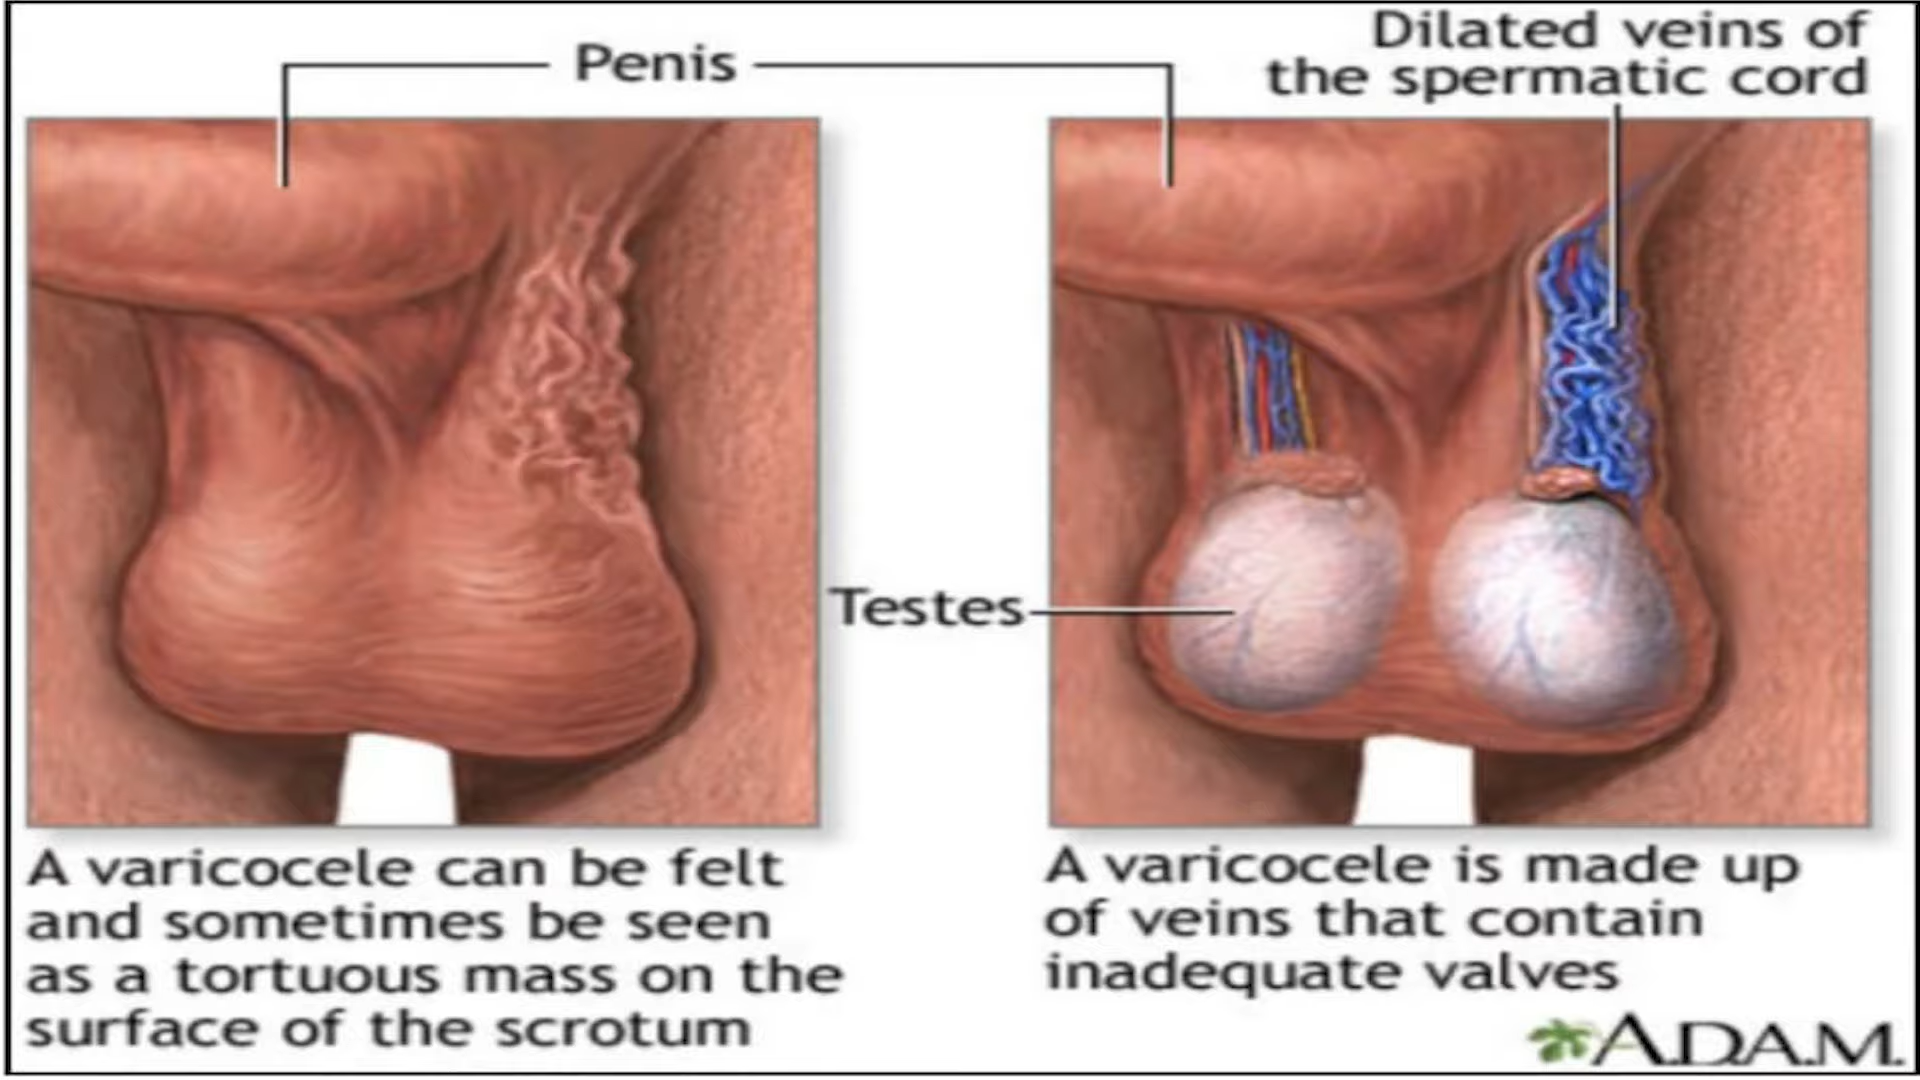 Penis
Dilated veins of
the spermatic cord
Testes
A varicocele can be felt
and sometimes be seen
as a tortuous mass on the
surface of the scrotum
A varicocele is made up
of veins that contain
inadequate valves
A.D.A.M.